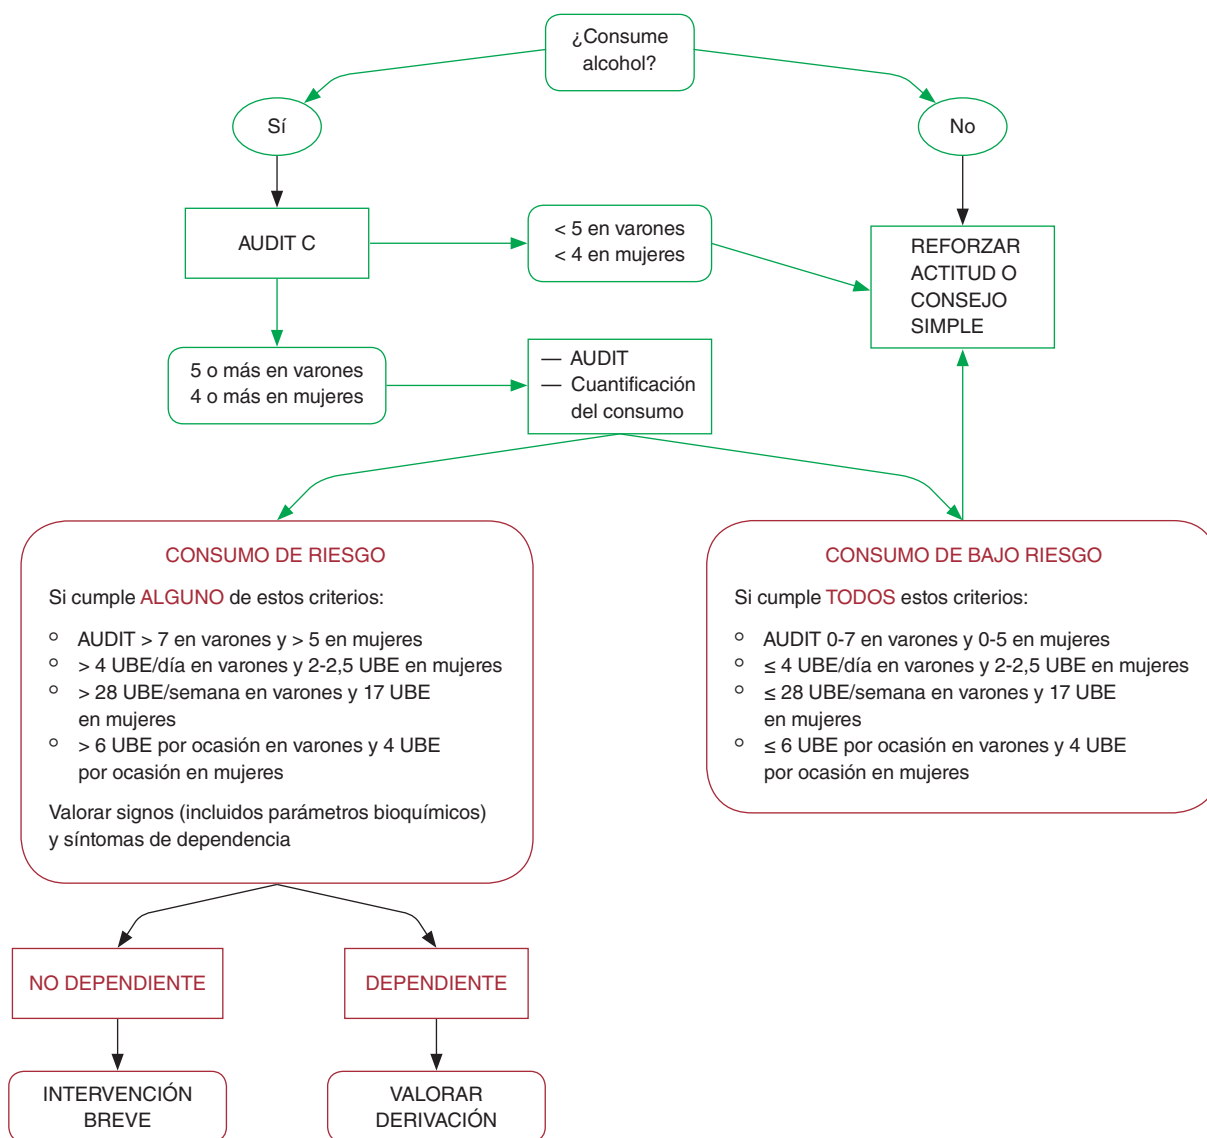 ¿Consume
alcohol?
Sí
No
AUDIT C
< 5 en varones
< 4 en mujeres
REFORZAR
ACTITUD O
CONSEJO
SIMPLE
5 o más en varones
4 o más en mujeres
— AUDIT
— Cuantificación
del consumo
CONSUMO DE RIESGO
Si cumple ALGUNO de estos criterios:
° AUDIT > 7 en varones y > 5 en mujeres
° > 4 UBE/día en varones y 2-2,5 UBE en mujeres
° > 28 UBE/semana en varones y 17 UBE
en mujeres
° > 6 UBE por ocasión en varones y 4 UBE
por ocasión en mujeres
Valorar signos (incluidos parámetros bioquímicos)
y síntomas de dependencia
CONSUMO DE BAJO RIESGO
Si cumple TODOS estos criterios:
° AUDIT 0-7 en varones y 0-5 en mujeres
° ≤ 4 UBE/día en varones y 2-2,5 UBE en mujeres
° ≤ 28 UBE/semana en varones y 17 UBE
en mujeres
° ≤ 6 UBE por ocasión en varones y 4 UBE
por ocasión en mujeres
NO DEPENDIENTE
DEPENDIENTE
INTERVENCIÓN
BREVE
VALORAR
DERIVACIÓN